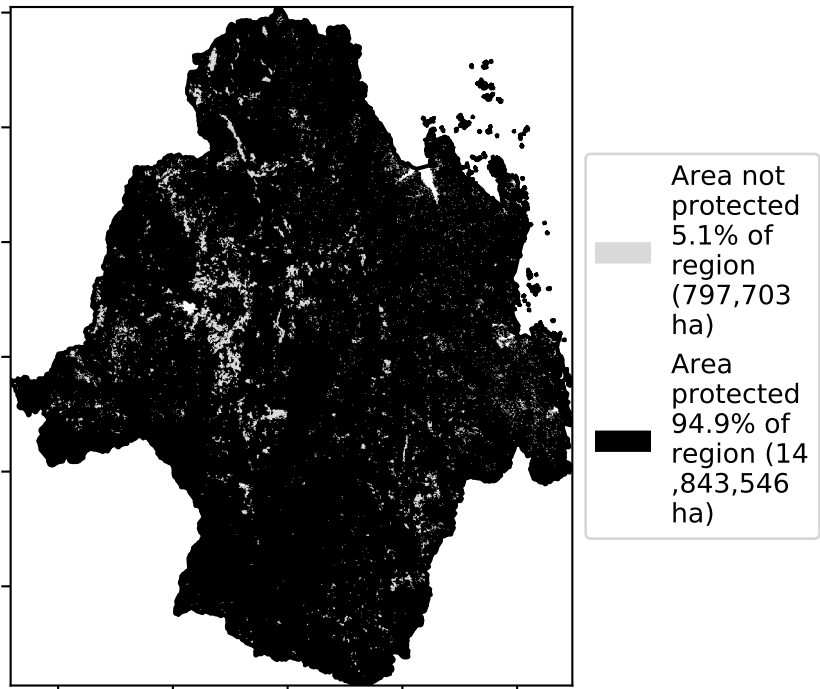 Area not
protected
5.1% of
region
(797,703
ha)
Area
protected
94.9% of
region (14
,843,546
ha)